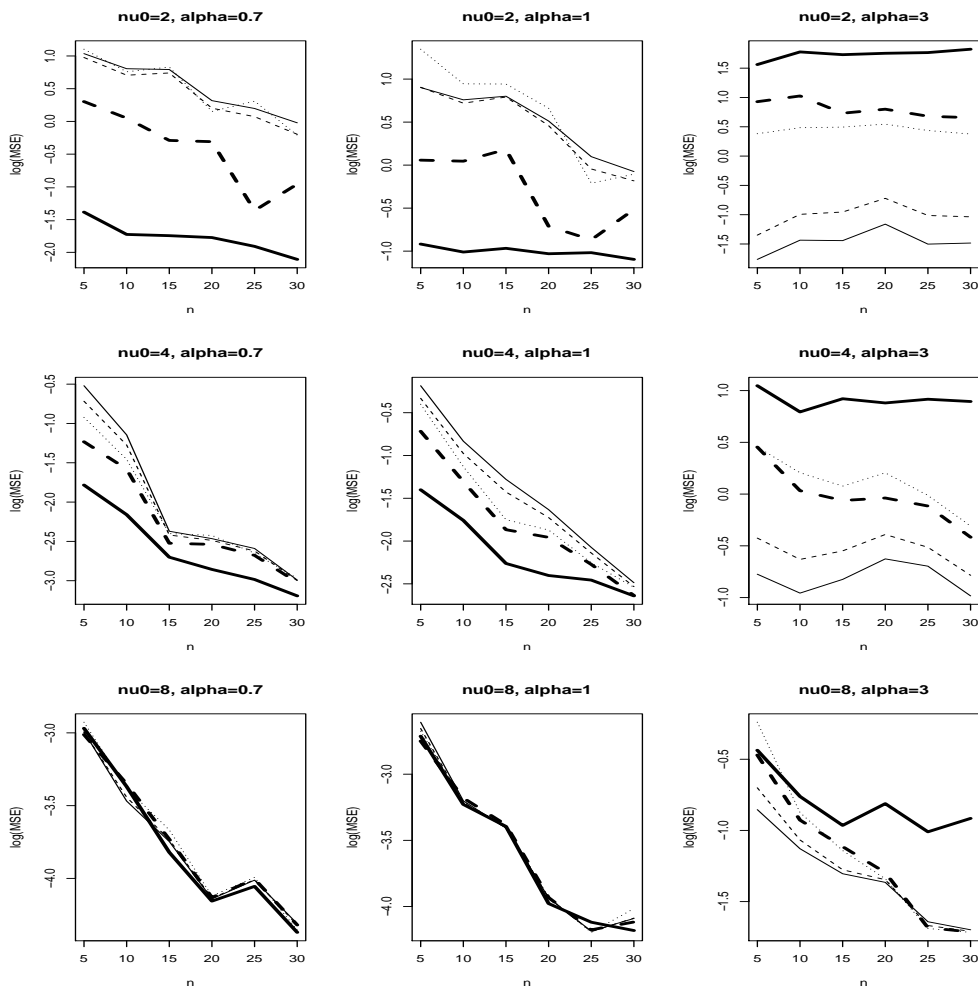 nu0=2, alpha=0.7
log(MSE)
1.0
0.5
0.0
−0.5
−1.0
−1.5
−2.0
5 10 15 20 25 30
n
nu0=2, alpha=1
log(MSE)
1.0
0.5
0.0
−0.5
−1.0
5 10 15 20 25 30
n
nu0=2, alpha=3
log(MSE)
1.5
1.0
0.5
0.0
−0.5
−1.0
−1.5
5 10 15 20 25 30
n
nu0=4, alpha=0.7
log(MSE)
−0.5
−1.0
−1.5
−2.0
−2.5
−3.0
5 10 15 20 25 30
n
nu0=4, alpha=1
log(MSE)
−0.5
−1.0
−1.5
−2.0
−2.5
5 10 15 20 25 30
n
nu0=4, alpha=3
log(MSE)
1.0
0.5
0.0
−0.5
−1.0
5 10 15 20 25 30
n
nu0=8, alpha=0.7
log(MSE)
−3.0
−3.5
−4.0
5 10 15 20 25 30
n
nu0=8, alpha=1
log(MSE)
−3.0
−3.5
−4.0
5 10 15 20 25 30
n
nu0=8, alpha=3
log(MSE)
−0.5
−1.0
−1.5
5 10 15 20 25 30
n